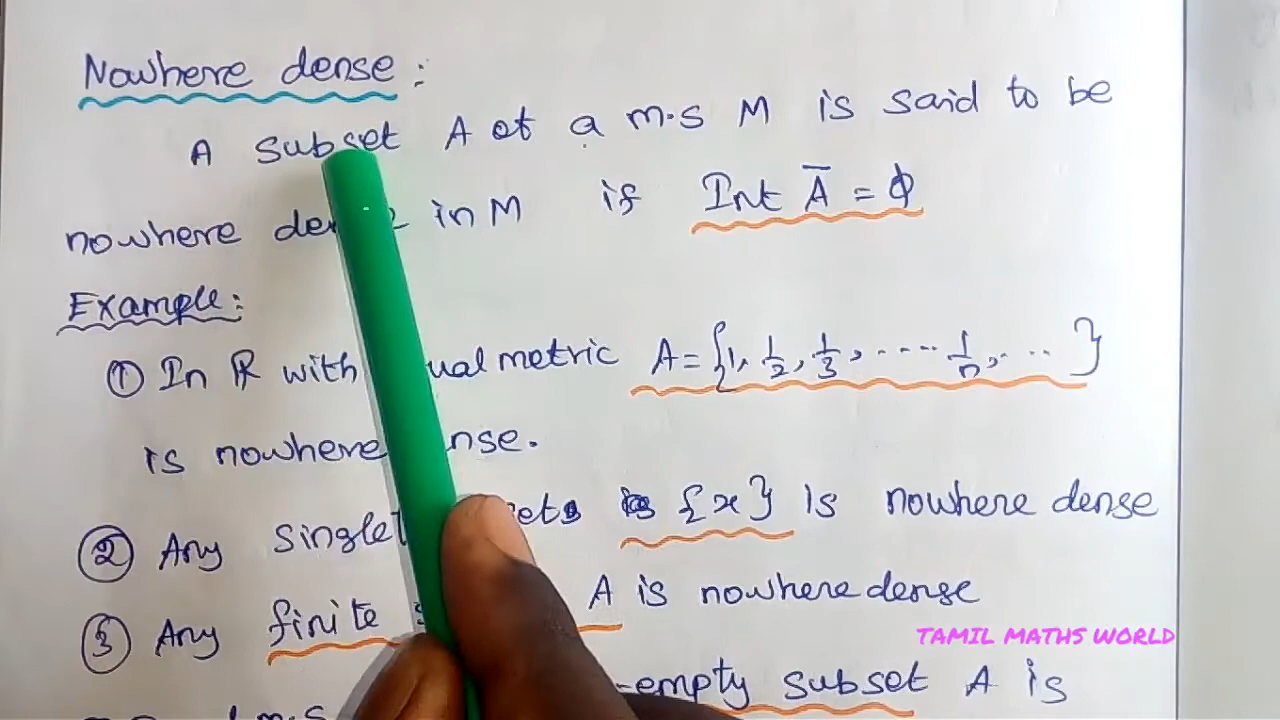 Nowhere dense:
A subset A of a m.s M is said to be
nowhere in M if Int Ā = ϕ
Example:
① In ℝ with metric A = {1, 1/2, 1/3, ..... 1/n, ... }
is nowhere
② Any {x} is nowhere dense
③ Any finite A is nowhere dense
TAMIL MATHS WORLD
-empty subset A is
m.s